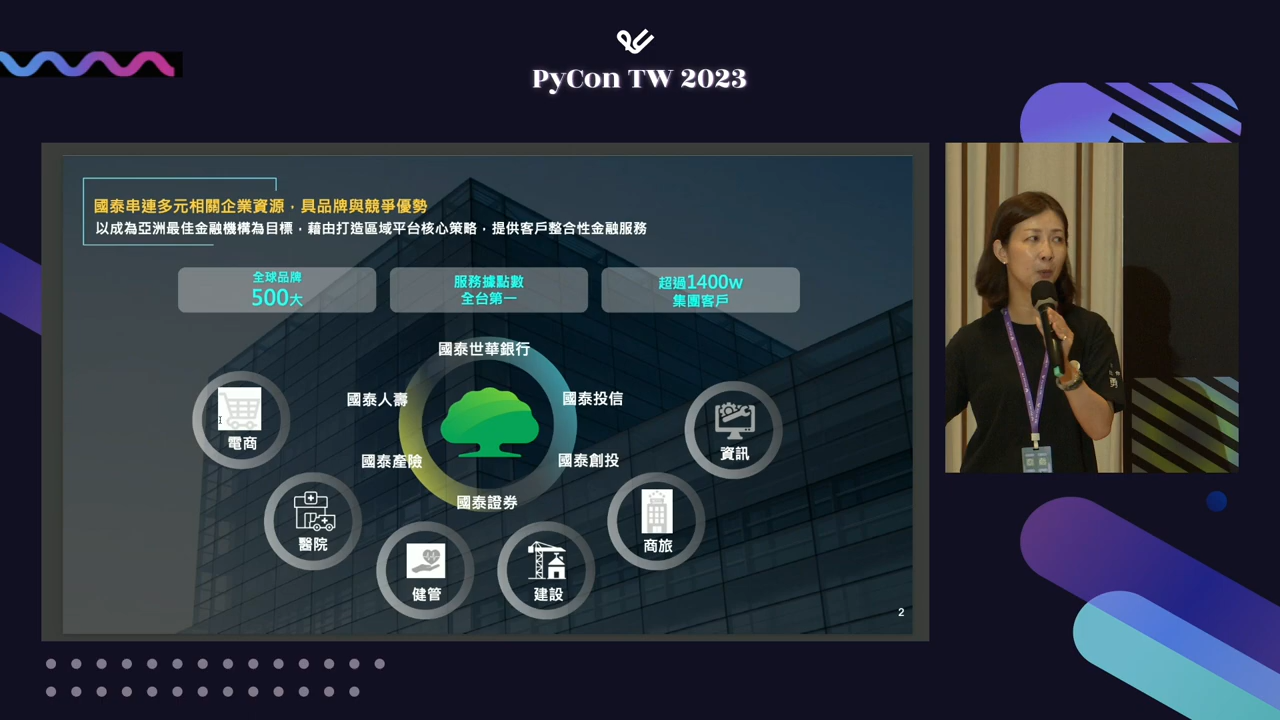 PyCon TW 2023
國泰串連多元相關企業資源，具品牌與競爭優勢
以成為亞洲最佳金融機構為目標，藉由打造區域平台核心策略，提供客戶整合性金融服務
全球品牌
500大
服務據點數
全台第一
超過1400w
集團客戶
國泰世華銀行
國泰人壽
國泰投信
國泰產險
國泰創投
國泰證券
電商
醫院
健管
建設
商旅
資訊
2